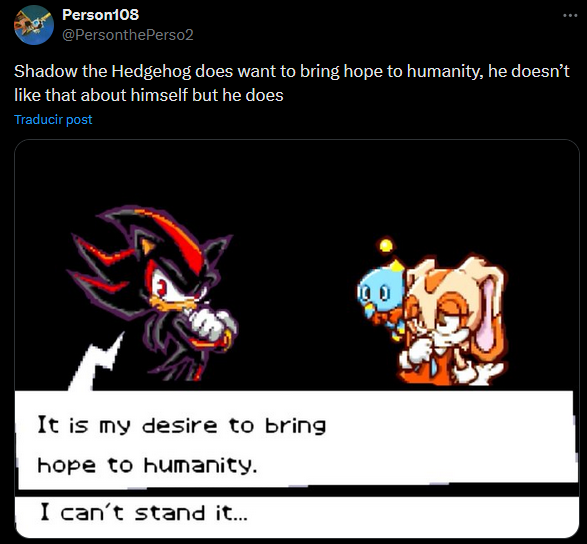 Person108
@PersonthePerso2
Shadow the Hedgehog does want to bring hope to humanity, he doesn’t
like that about himself but he does
Traducir post
It is my desire to bring
hope to humanity.
I can't stand it...